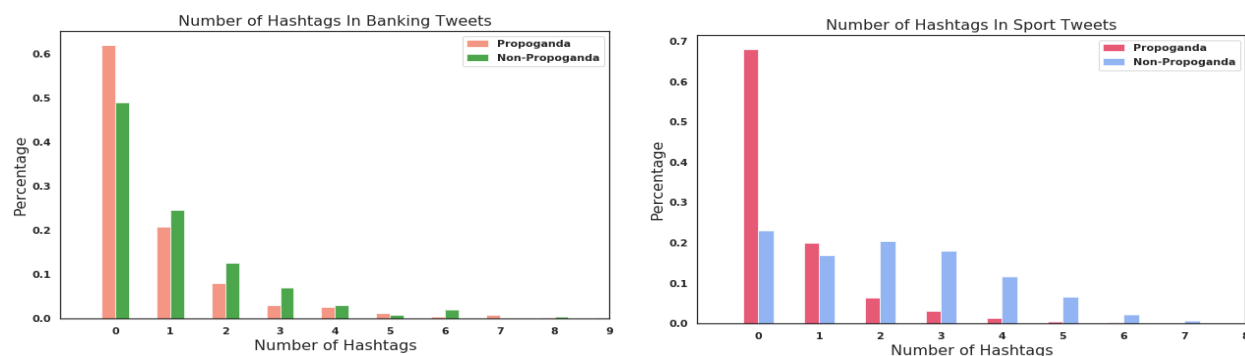 Number of Hashtags In Banking Tweets
0.6
0.5
0.4
0.3
0.2
0.1
0.0
Percentage
Propoganda
Non-Propoganda
0 1 2 3 4 5 6 7 8 9
Number of Hashtags
Number of Hashtags In Sport Tweets
0.7
0.6
0.5
0.4
0.3
0.2
0.1
0.0
Percentage
Propoganda
Non-Propoganda
0 1 2 3 4 5 6 7 8
Number of Hashtags